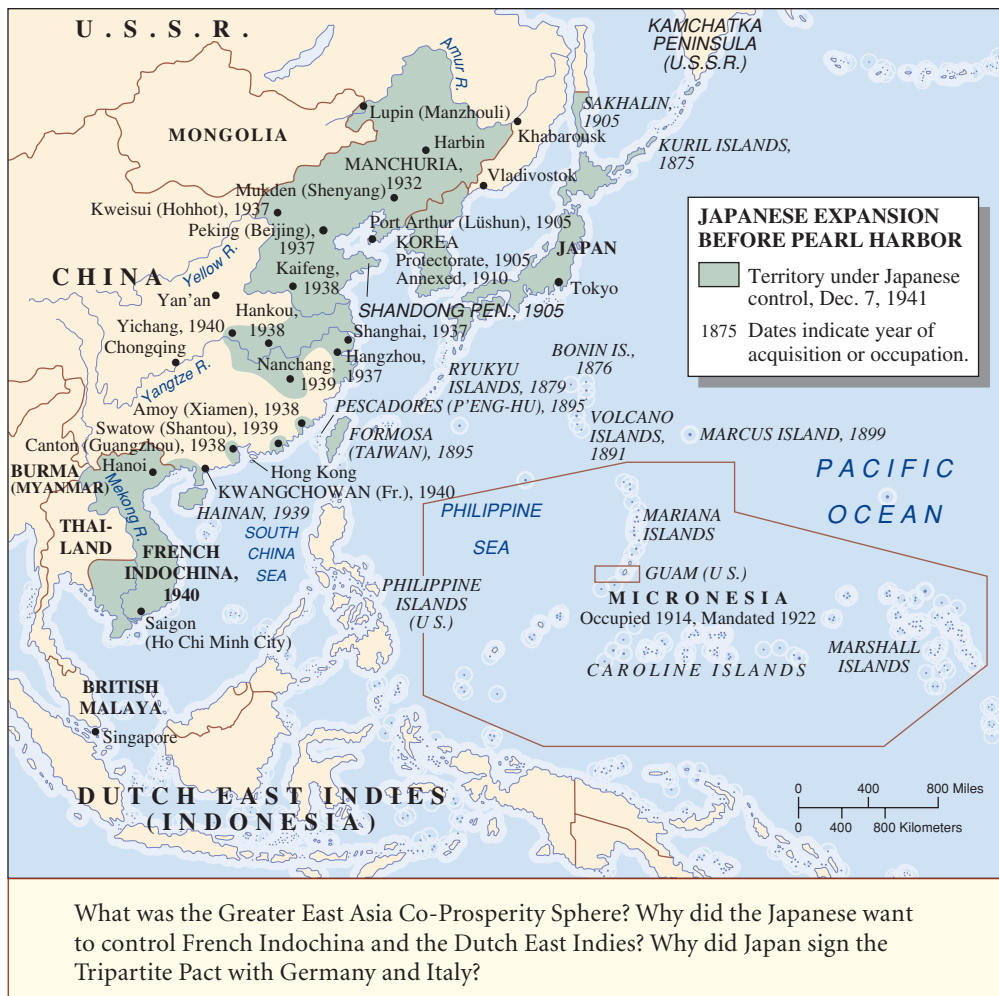 U.S.S.R.
KAMCHATKA
PENINSULA
(U.S.S.R.)
Amur R.
Lupin (Manzhouli)
SAKHALIN,
1905
MONGOLIA
Khabarousk
Harbin
KURIL ISLANDS,
1875
MANCHURIA,
1932
Vladivostok
Mukden (Shenyang)
Kweisui (Hohhot), 1937
Port Arthur (Lüshun), 1905
Peking (Beijing),
1937
KOREA
Protectorate, 1905
Annexed, 1910
JAPAN
CHINA
Yellow R.
Kaifeng,
1938
Tokyo
Yan'an
SHANDONG PEN., 1905
Hankou,
1938
Yichang, 1940
Shanghai, 1937
Chongqing
Hangzhou,
1937
Nanchang,
1939
Yangtze R.
RYUKYU
ISLANDS, 1879
BONIN IS.,
1876
Amoy (Xiamen), 1938
PESCADORES (P'ENG-HU), 1895
Swatow (Shantou), 1939
VOLCANO
ISLANDS,
1891
MARCUS ISLAND, 1899
FORMOSA
(TAIWAN), 1895
Canton (Guangzhou), 1938
BURMA
(MYANMAR)
Hanoi
Hong Kong
KWANGCHOWAN (Fr.), 1940
HAINAN, 1939
PACIFIC
OCEAN
Mekong R.
PHILIPPINE
SEA
MARIANA
ISLANDS
THAI-
LAND
SOUTH
CHINA
SEA
FRENCH
INDOCHINA,
1940
GUAM (U S.)
PHILIPPINE
ISLANDS
(U S.)
MICRONESIA
Occupied 1914, Mandated 1922
Saigon
(Ho Chi Minh City)
CAROLINE ISLANDS
MARSHALL
ISLANDS
BRITISH
MALAYA
Singapore
DUTCH EAST INDIES
(INDONESIA)
JAPANESE EXPANSION
BEFORE PEARL HARBOR
Territory under Japanese
control, Dec. 7, 1941
1875 Dates indicate year of
acquisition or occupation.
0 400 800 Miles
0 400 800 Kilometers
What was the Greater East Asia Co-Prosperity Sphere? Why did the Japanese want
to control French Indochina and the Dutch East Indies? Why did Japan sign the
Tripartite Pact with Germany and Italy?